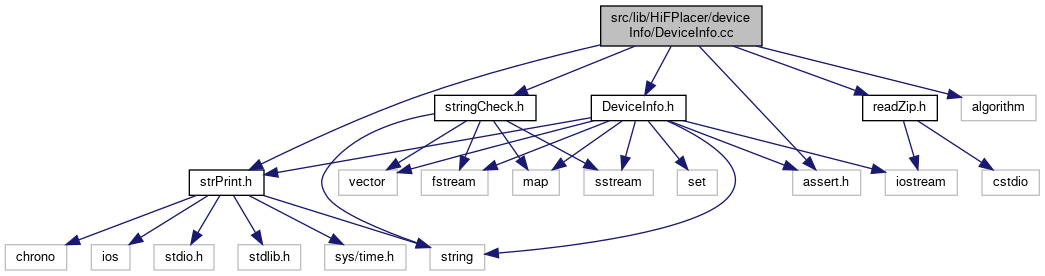 src/lib/HiFPlacer/device
Info/DeviceInfo.cc
stringCheck.h
DeviceInfo.h
readZip.h
algorithm
strPrint.h
vector
fstream
map
sstream
set
assert.h
iostream
cstdio
chrono
ios
stdio.h
stdlib.h
sys/time.h
string